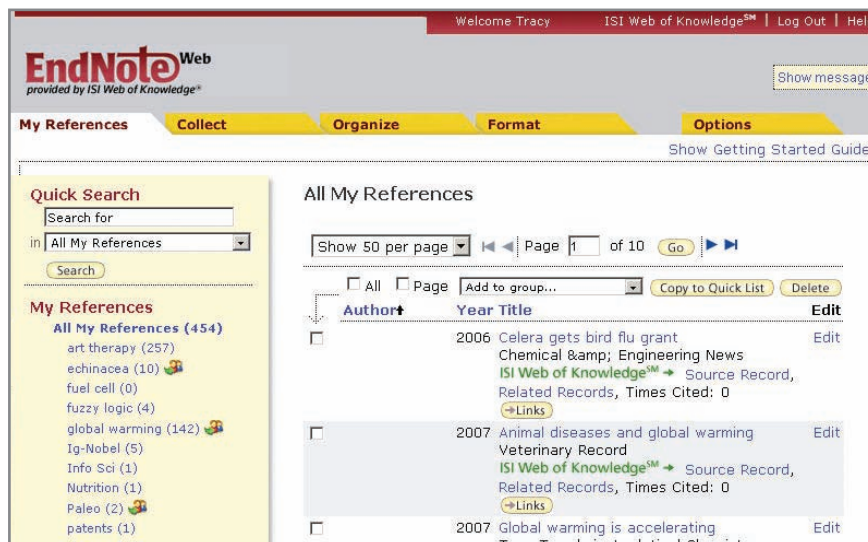 Welcome Tracy ISI Web of Knowledge℠ | Log Out | Hel
EndNote Web
provided by ISI Web of Knowledge®
Show message
My References Collect Organize Format Options
Show Getting Started Guide
Quick Search
Search for
in All My References
Search
My References
All My References (454)
art therapy (257)
echinacea (10)
fuel cell (0)
fuzzy logic (4)
global warming (142)
Ig-Nobel (5)
Info Sci (1)
Nutrition (1)
Paleo (2)
patents (1)
All My References
Show 50 per page Page 1 of 10 Go
All Page Add to group... Copy to Quick List Delete
Author Year Title Edit
2006 Celera gets bird flu grant Edit
Chemical &amp; Engineering News
ISI Web of Knowledge℠ → Source Record,
Related Records, Times Cited: 0
→Links
2007 Animal diseases and global warming Edit
Veterinary Record
ISI Web of Knowledge℠ → Source Record,
Related Records, Times Cited: 0
→Links
2007 Global warming is accelerating Edit